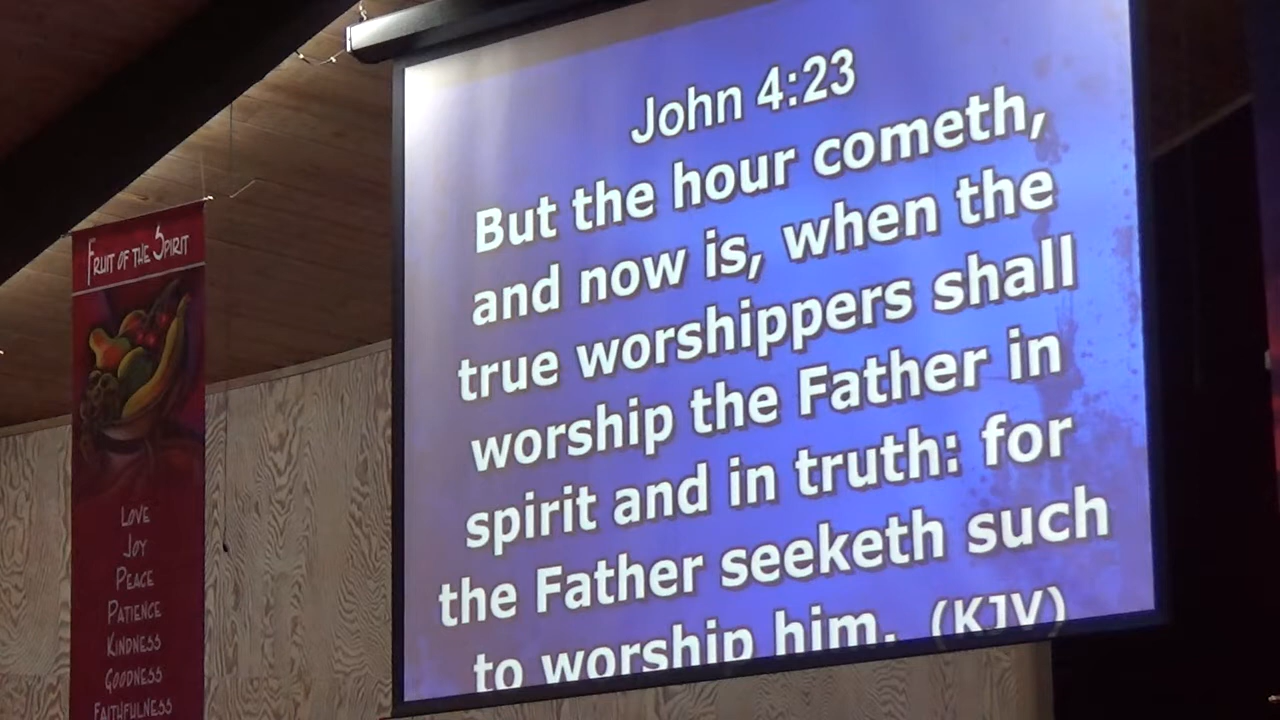 FRUIT OF THE SPIRIT
LOVE
JOY
PEACE
PATIENCE
KINDNESS
GOODNESS
FAITHFULNESS
John 4:23
But the hour cometh,
and now is, when the
true worshippers shall
worship the Father in
spirit and in truth: for
the Father seeketh such
to worship him. (KJV)